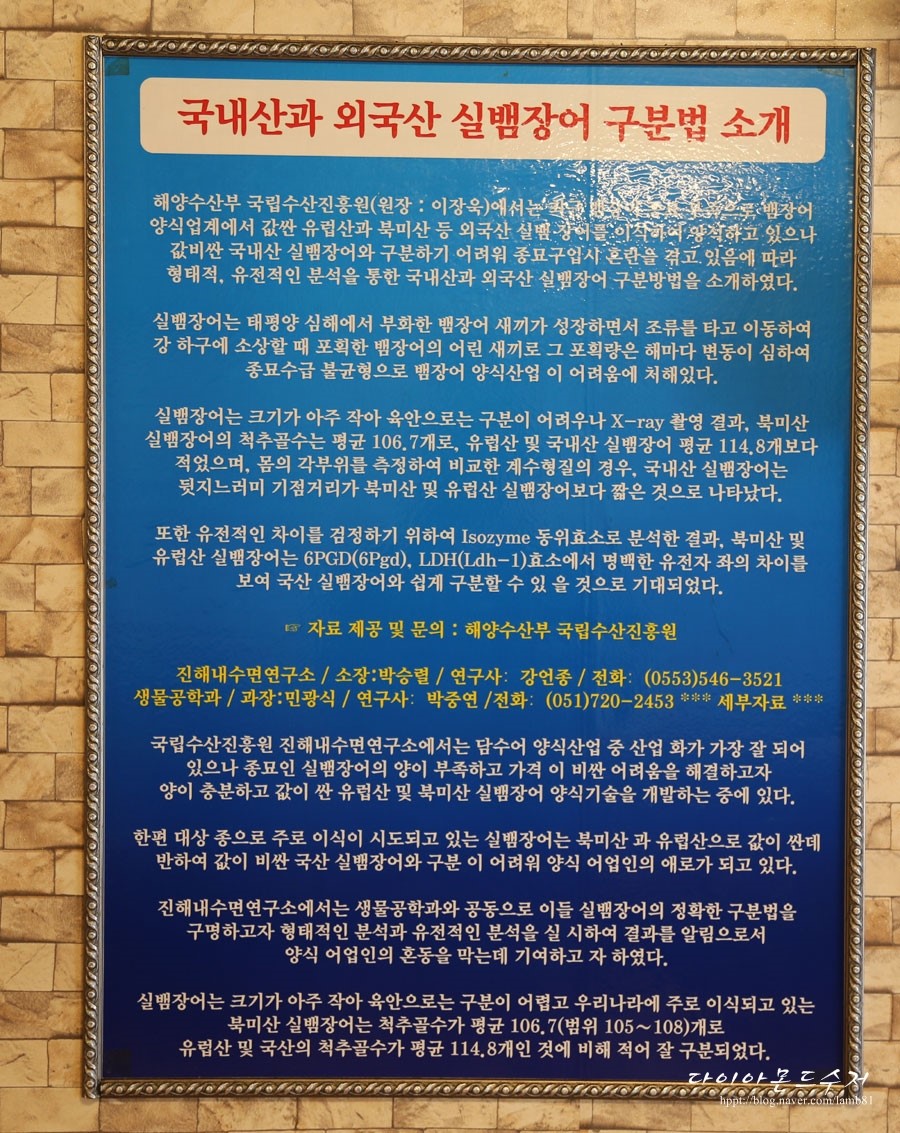 국내산과 외국산 실뱀장어 구분법 소개
해양수산부 국립수산진흥원(원장 : 이장욱)에서는 뱀장어
양식업계에서 값싼 유럽산과 북미산 등 외국산 실뱀 장어를 이식하여 양식하고 있으나
값비싼 국내산 실뱀장어와 구분하기 어려워 종묘구입시 혼란을 겪고 있음에 따라
형태적, 유전적인 분석을 통한 국내산과 외국산 실뱀장어 구분방법을 소개하였다.
실뱀장어는 태평양 심해에서 부화한 뱀장어 새끼가 성장하면서 조류를 타고 이동하여
강 하구에 소상할 때 포획한 뱀장어의 어린 새끼로 그 포획량은 해마다 변동이 심하여
종묘수급 불균형으로 뱀장어 양식산업 이 어려움에 처해있다.
실뱀장어는 크기가 아주 작아 육안으로는 구분이 어려우나 X-ray 촬영 결과, 북미산
실뱀장어의 척추골수는 평균 106.7개로, 유럽산 및 국내산 실뱀장어 평균 114.8개보다
적었으며, 몸의 각부위를 측정하여 비교한 계수형질의 경우, 국내산 실뱀장어는
뒷지느러미 기점거리가 북미산 및 유럽산 실뱀장어보다 짧은 것으로 나타났다.
또한 유전적인 차이를 검정하기 위하여 Isozyme 동위효소로 분석한 결과, 북미산 및
유럽산 실뱀장어는 6PGD(6Pgd), LDH(Ldh-1)효소에서 명백한 유전자 좌의 차이를
보여 국산 실뱀장어와 쉽게 구분할 수 있 을 것으로 기대되었다.
☞ 자료 제공 및 문의 : 해양수산부 국립수산진흥원
진해내수면연구소 / 소장:박승렬 / 연구사: 강언종 / 전화: (0553)546-3521
생물공학과 / 과장:민광식 / 연구사: 박중연 /전화: (051)720-2453 *** 세부자료 ***
국립수산진흥원 진해내수면연구소에서는 담수어 양식산업 중 산업 화가 가장 잘 되어
있으나 종묘인 실뱀장어의 양이 부족하고 가격 이 비싼 어려움을 해결하고자
양이 충분하고 값이 싼 유럽산 및 북미산 실뱀장어 양식기술을 개발하는 중에 있다.
한편 대상 종으로 주로 이식이 시도되고 있는 실뱀장어는 북미산 과 유럽산으로 값이 싼데
반하여 값이 비싼 국산 실뱀장어와 구분 이 어려워 양식 어업인의 애로가 되고 있다.
진해내수면연구소에서는 생물공학과와 공동으로 이들 실뱀장어의 정확한 구분법을
구명하고자 형태적인 분석과 유전적인 분석을 실 시하여 결과를 알림으로서
양식 어업인의 혼동을 막는데 기여하고 자 하였다.
실뱀장어는 크기가 아주 작아 육안으로는 구분이 어렵고 우리나라에 주로 이식되고 있는
북미산 실뱀장어는 척추골수가 평균 106.7(범위 105~108)개로
유럽산 및 국산의 척추골수가 평균 114.8개인 것에 비해 적어 잘 구분되었다.
다이아몬드수저
hppt://blog.naver.com/lamb81